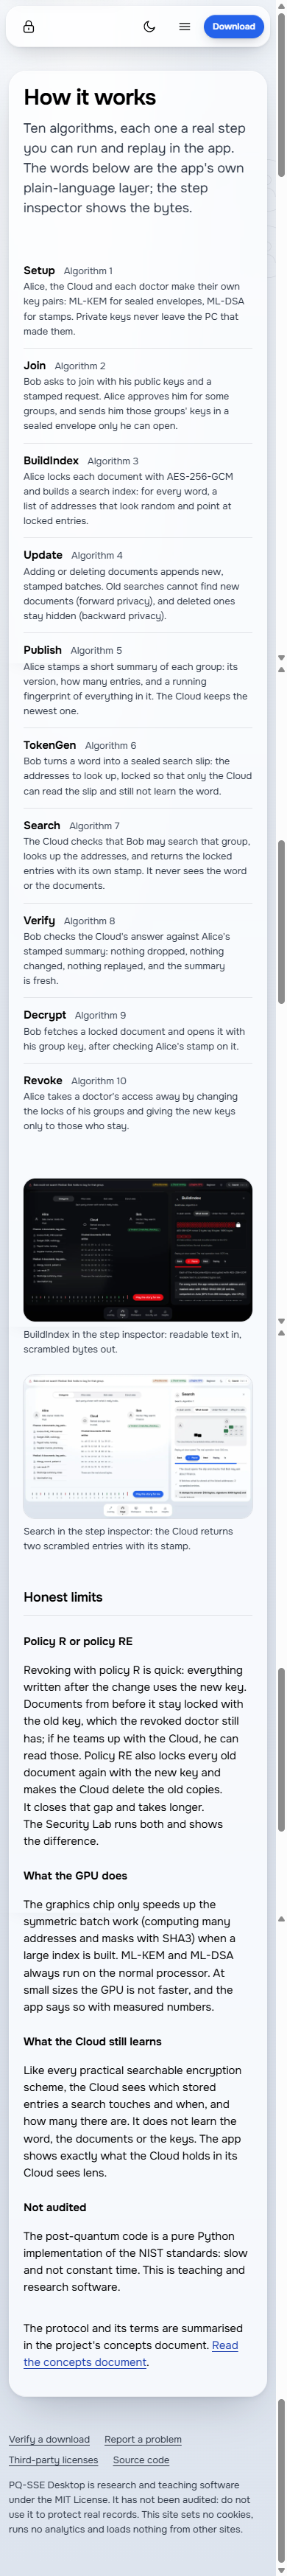 Download
How it works
Ten algorithms, each one a real step
you can run and replay in the app.
The words below are the app's own
plain-language layer; the step
inspector shows the bytes.
Setup Algorithm 1
Alice, the Cloud and each doctor make their own
key pairs: ML-KEM for sealed envelopes, ML-DSA
for stamps. Private keys never leave the PC that
made them.
Join Algorithm 2
Bob asks to join with his public keys and a
stamped request. Alice approves him for some
groups, and sends him those groups' keys in a
sealed envelope only he can open.
BuildIndex Algorithm 3
Alice locks each document with AES-256-GCM
and builds a search index: for every word, a
list of addresses that look random and point at
locked entries.
Update Algorithm 4
Adding or deleting documents appends new,
stamped batches. Old searches cannot find new
documents (forward privacy), and deleted ones
stay hidden (backward privacy).
Publish Algorithm 5
Alice stamps a short summary of each group: its
version, how many entries, and a running
fingerprint of everything in it. The Cloud keeps the
newest one.
TokenGen Algorithm 6
Bob turns a word into a sealed search slip: the
addresses to look up, locked so that only the Cloud
can read the slip and still not learn the word.
Search Algorithm 7
The Cloud checks that Bob may search that group,
looks up the addresses, and returns the locked
entries with its own stamp. It never sees the word
or the documents.
Verify Algorithm 8
Bob checks the Cloud's answer against Alice's
stamped summary: nothing dropped, nothing
changed, nothing replayed, and the summary
is fresh.
Decrypt Algorithm 9
Bob fetches a locked document and opens it with
his group key, after checking Alice's stamp on it.
Revoke Algorithm 10
Alice takes a doctor's access away by changing
the locks of his groups and giving the new keys
only to those who stay.
BuildIndex
BuildIndex in the step inspector: readable text in,
scrambled bytes out.
Search
Search in the step inspector: the Cloud returns
two scrambled entries with its stamp.
Honest limits
Policy R or policy RE
Revoking with policy R is quick: everything
written after the change uses the new key.
Documents from before it stay locked with
the old key, which the revoked doctor still
has; if he teams up with the Cloud, he can
read those. Policy RE also locks every old
document again with the new key and
makes the Cloud delete the old copies.
It closes that gap and takes longer.
The Security Lab runs both and shows
the difference.
What the GPU does
The graphics chip only speeds up the
symmetric batch work (computing many
addresses and masks with SHA3) when a
large index is built. ML-KEM and ML-DSA
always run on the normal processor. At
small sizes the GPU is not faster, and the
app says so with measured numbers.
What the Cloud still learns
Like every practical searchable encryption
scheme, the Cloud sees which stored
entries a search touches and when, and
how many there are. It does not learn the
word, the documents or the keys. The app
shows exactly what the Cloud holds in its
Cloud sees lens.
Not audited
The post-quantum code is a pure Python
implementation of the NIST standards: slow
and not constant time. This is teaching and
research software.
The protocol and its terms are summarised
in the project's concepts document. Read
the concepts document.
Verify a download Report a problem
Third-party licenses Source code
PQ-SSE Desktop is research and teaching software
under the MIT License. It has not been audited: do not
use it to protect real records. This site sets no cookies,
runs no analytics and loads nothing from other sites.